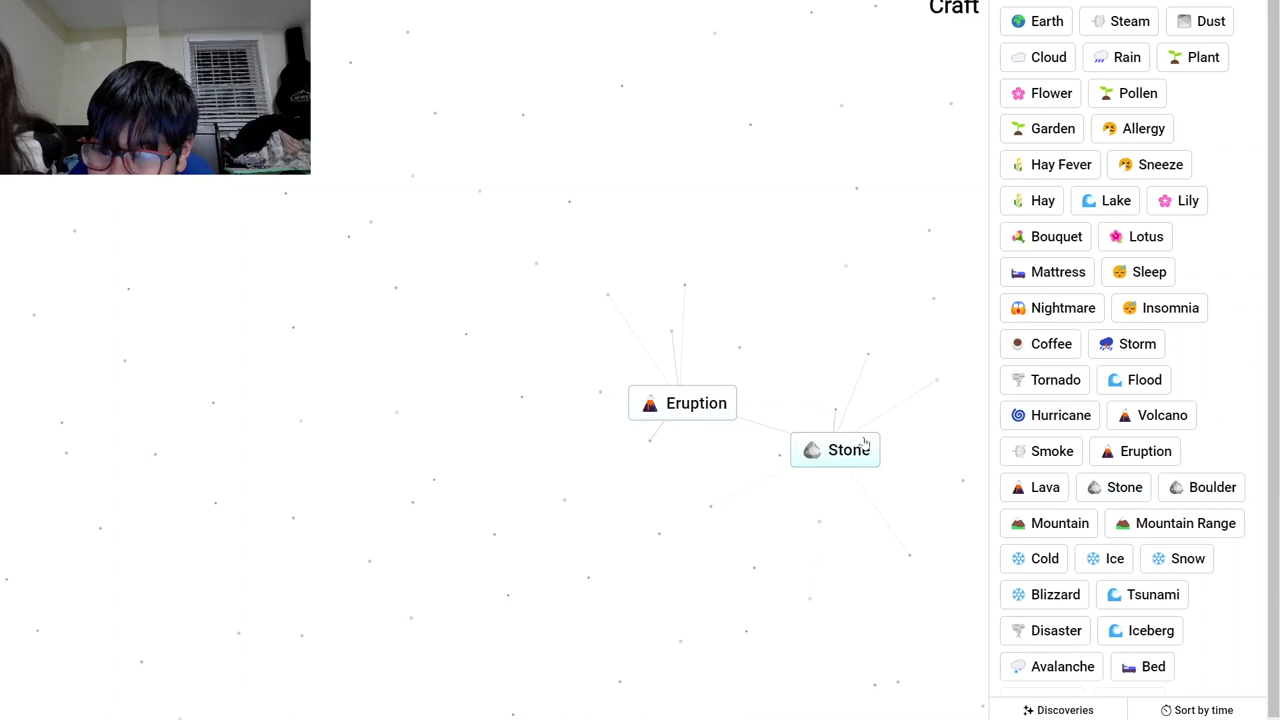 Craft
Earth Steam Dust
Cloud Rain Plant
Flower Pollen
Garden Allergy
Hay Fever Sneeze
Hay Lake Lily
Bouquet Lotus
Mattress Sleep
Nightmare Insomnia
Coffee Storm
Tornado Flood
Hurricane Volcano
Smoke Eruption
Lava Stone Boulder
Mountain Mountain Range
Cold Ice Snow
Blizzard Tsunami
Disaster Iceberg
Avalanche Bed
Discoveries Sort by time
Eruption
Stone